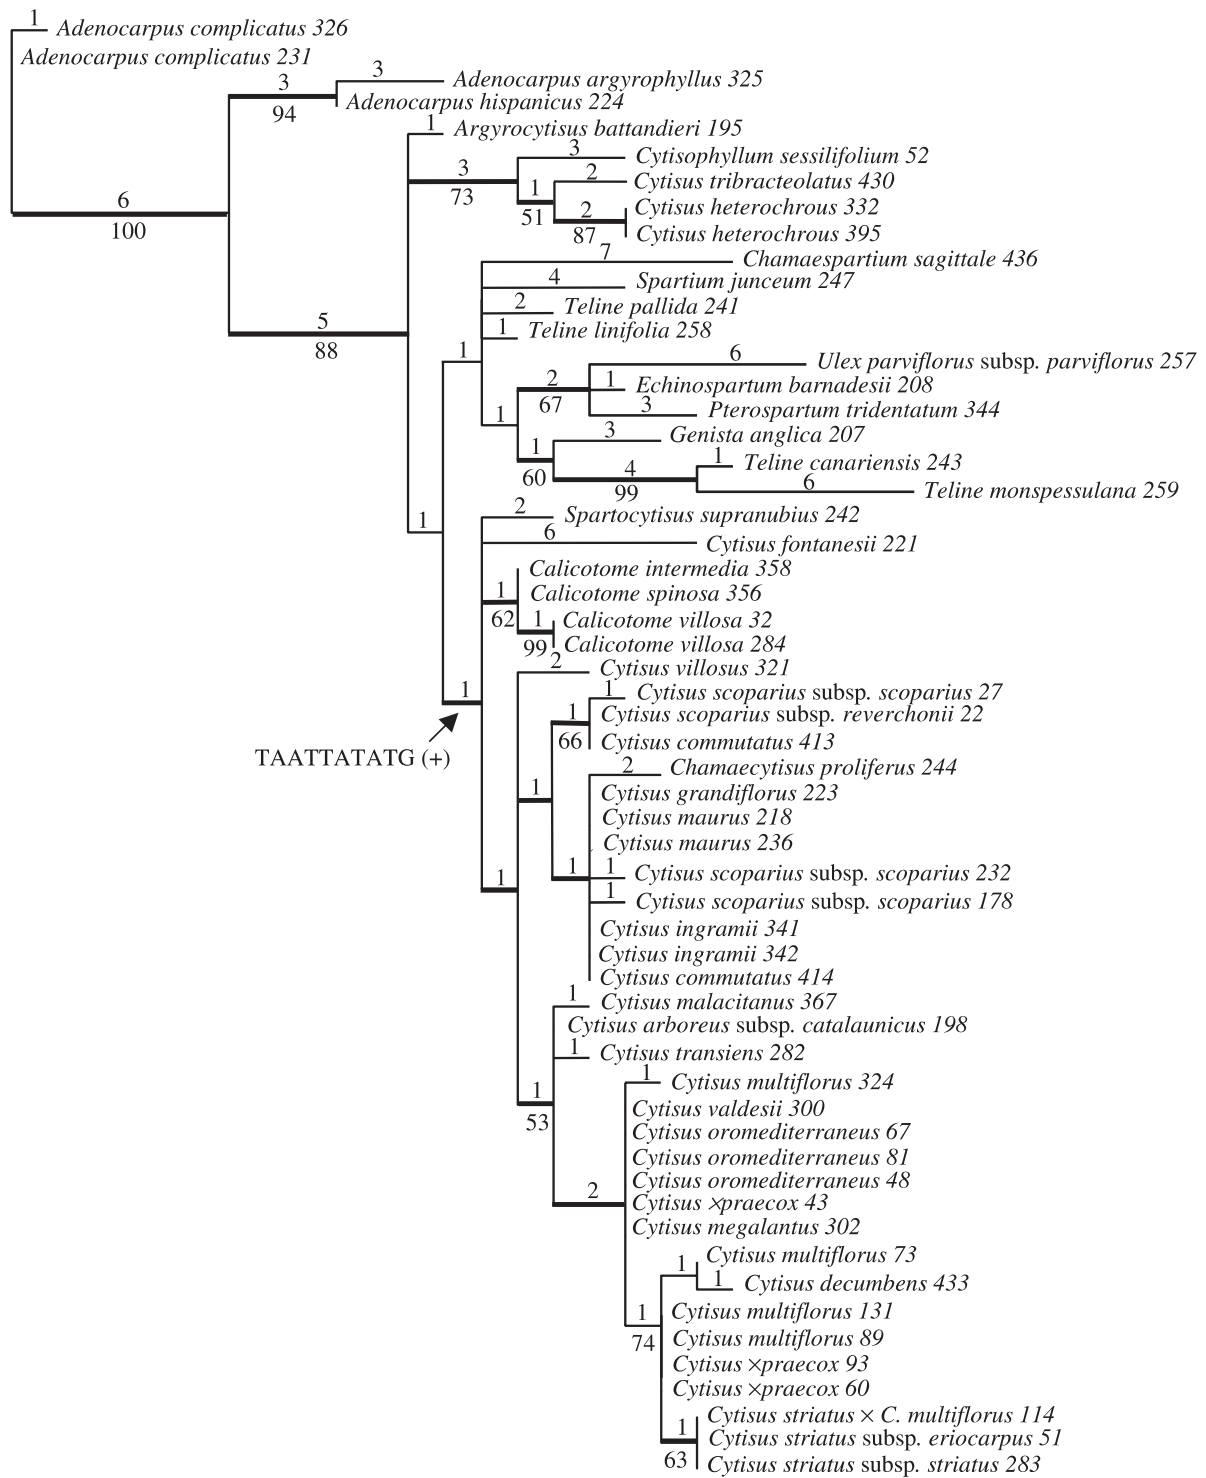 1
Adenocarpus complicatus 326
Adenocarpus complicatus 231
3
3
Adenocarpus argyrophyllus 325
94
Adenocarpus hispanicus 224
1
Argyrocytisus battandieri 195
3
Cytisophyllum sessilifolium 52
3
73
2
Cytisus tribracteolatus 430
1
51
6
100
2
Cytisus heterochrous 332
87
Cytisus heterochrous 395
7
Chamaespartium sagittale 436
4
Spartium junceum 247
2
Teline pallida 241
5
88
1
Teline linifolia 258
1
6
Ulex parviflorus subsp. parviflorus 257
2
67
1
Echinospartum barnadesii 208
3
Pterospartum tridentatum 344
1
3
Genista anglica 207
1
60
1
Teline canariensis 243
4
99
6
Teline monspessulana 259
1
2
Spartocytisus supranubius 242
6
Cytisus fontanesii 221
Calicotome intermedia 358
1
62
Calicotome spinosa 356
1
99
Calicotome villosa 32
Calicotome villosa 284
2
Cytisus villosus 321
1
TAATTATATG (+)
1
Cytisus scoparius subsp. scoparius 27
1
66
Cytisus scoparius subsp. reverchonii 22
Cytisus commutatus 413
1
2
Chamaecytisus proliferus 244
Cytisus grandiflorus 223
Cytisus maurus 218
Cytisus maurus 236
1
1
1
Cytisus scoparius subsp. scoparius 232
1
Cytisus scoparius subsp. scoparius 178
Cytisus ingramii 341
Cytisus ingramii 342
Cytisus commutatus 414
1
Cytisus malacitanus 367
Cytisus arboreus subsp. catalaunicus 198
1
Cytisus transiens 282
1
53
1
Cytisus multiflorus 324
Cytisus valdesii 300
Cytisus oromediterraneus 67
Cytisus oromediterraneus 81
Cytisus oromediterraneus 48
2
Cytisus ×praecox 43
Cytisus megalantus 302
1
Cytisus multiflorus 73
1
Cytisus decumbens 433
1
74
Cytisus multiflorus 131
Cytisus multiflorus 89
Cytisus ×praecox 93
Cytisus ×praecox 60
1
63
Cytisus striatus × C. multiflorus 114
Cytisus striatus subsp. eriocarpus 51
Cytisus striatus subsp. striatus 283